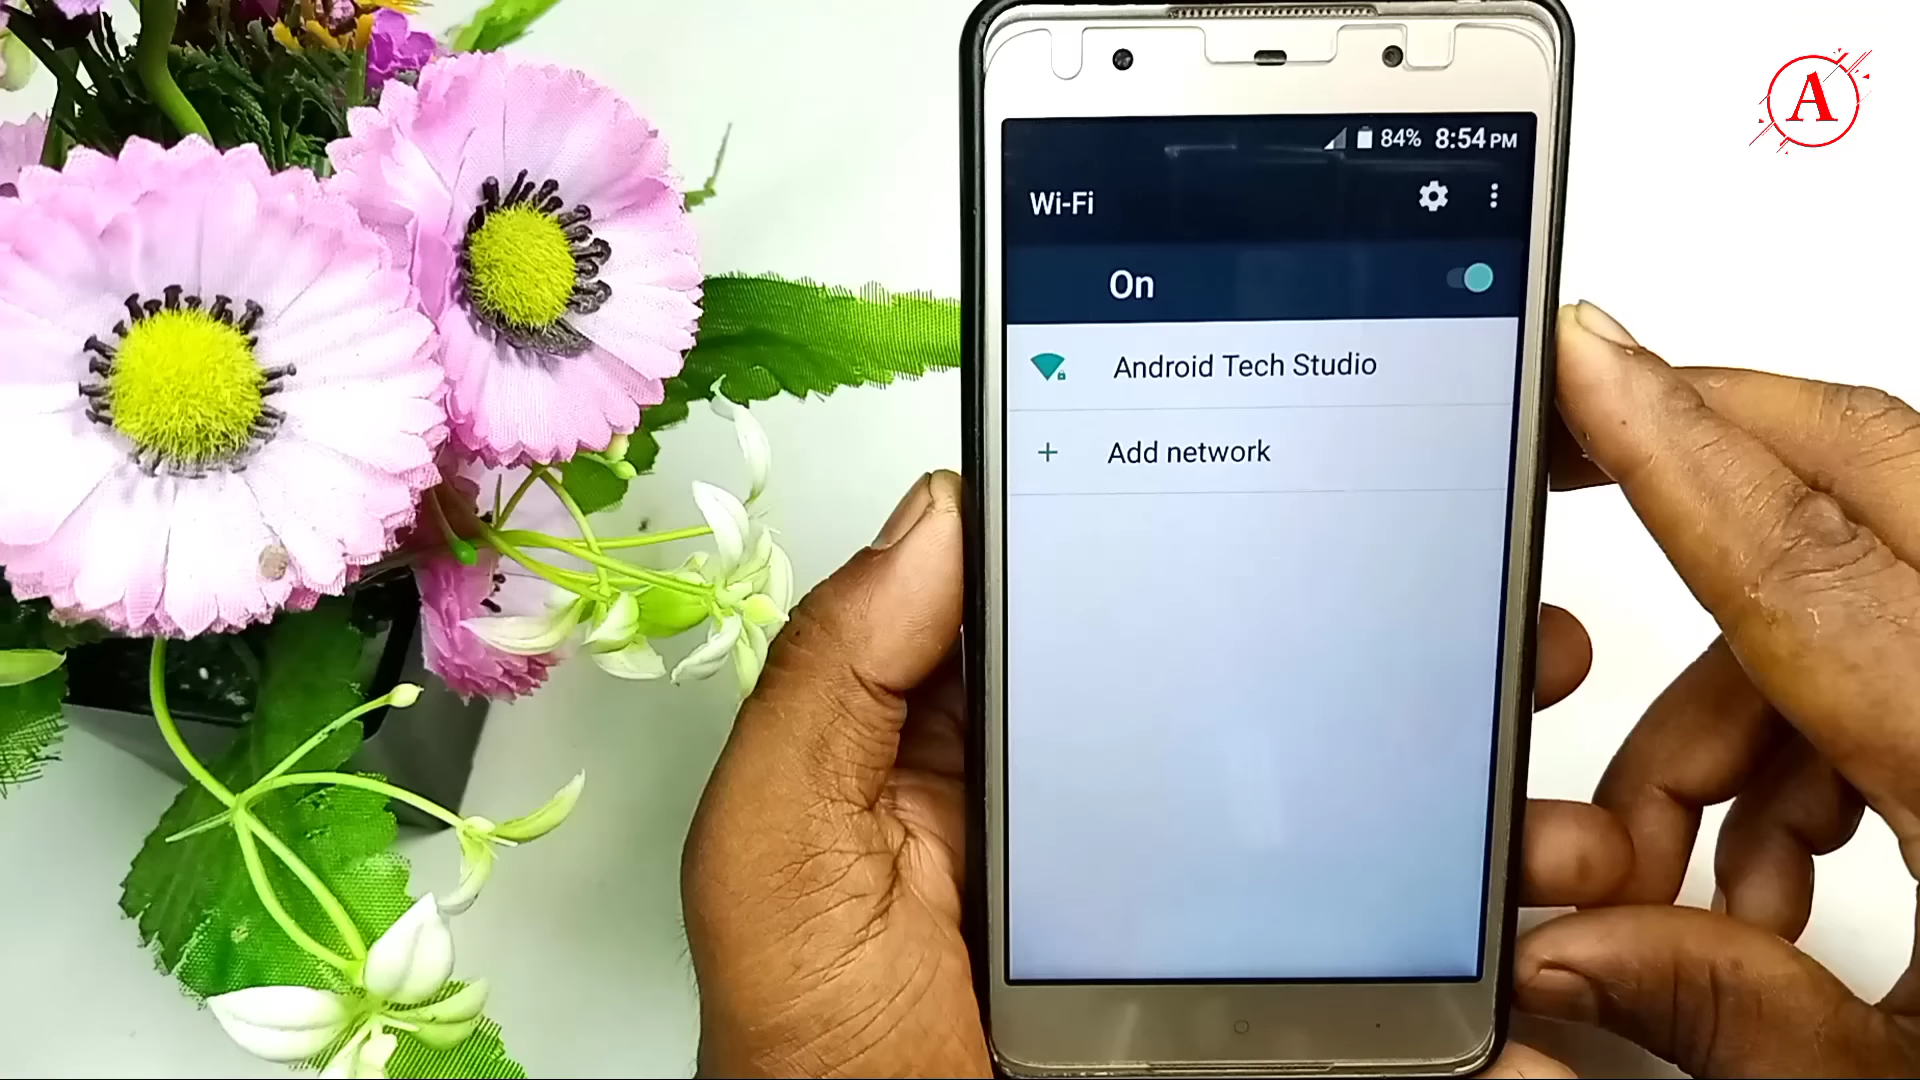 A
84% 8:54 PM
Wi-Fi
On
Android Tech Studio
Add network